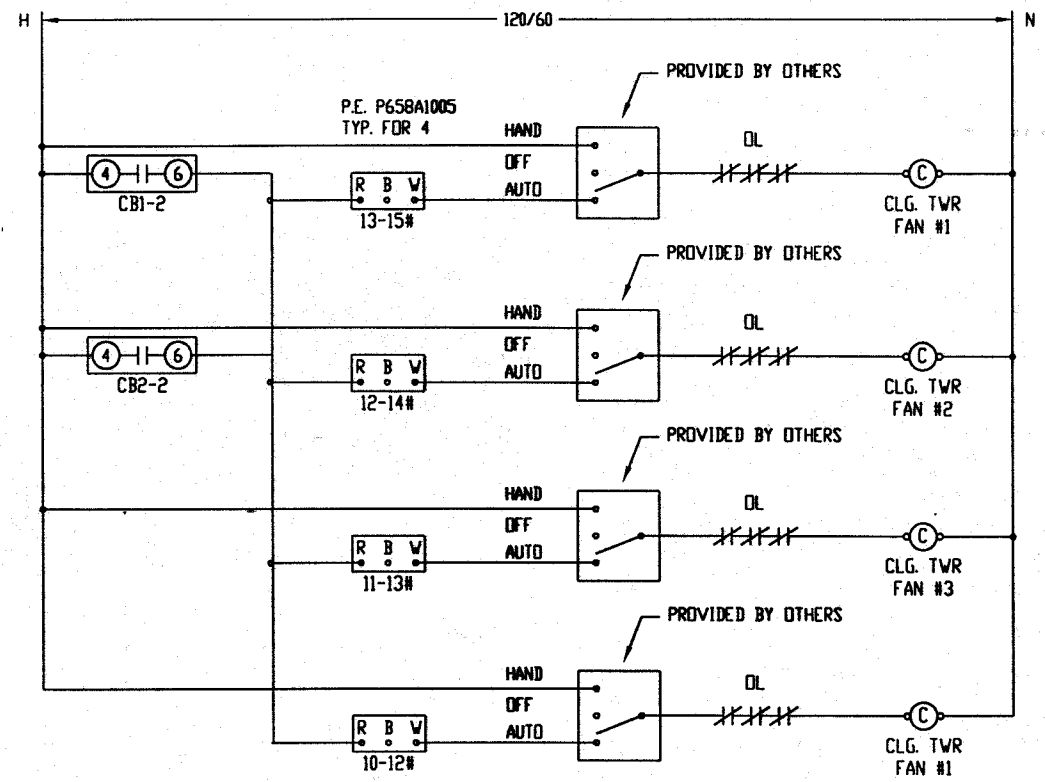 H 120/60 N
PROVIDED BY OTHERS
P.E. P658A1005
TYP. FOR 4
HAND
OFF
AUTO
OL
4 6
CB1-2
R B W
13-15#
C
CLG. TWR
FAN #1
PROVIDED BY OTHERS
HAND
OFF
AUTO
OL
4 6
CB2-2
R B W
12-14#
C
CLG. TWR
FAN #2
PROVIDED BY OTHERS
HAND
OFF
AUTO
OL
R B W
11-13#
C
CLG. TWR
FAN #3
PROVIDED BY OTHERS
HAND
OFF
AUTO
OL
R B W
10-12#
C
CLG. TWR
FAN #1